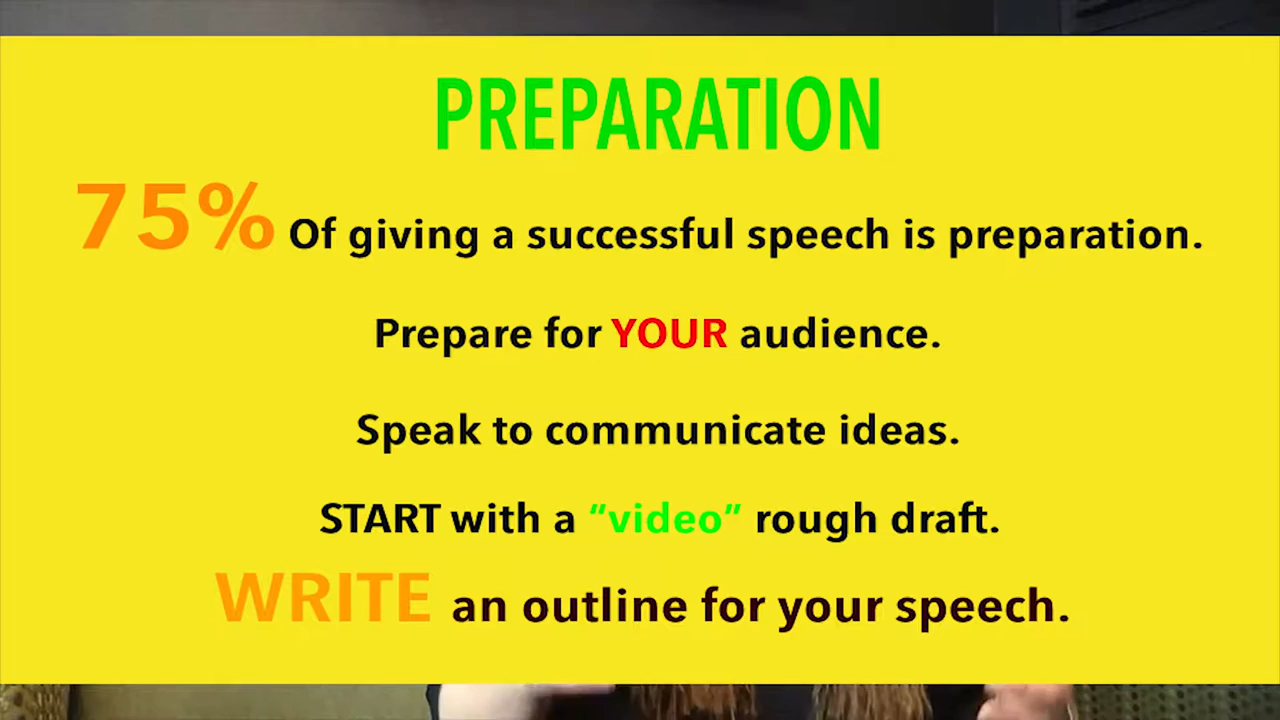 PREPARATION
75% Of giving a successful speech is preparation.
Prepare for YOUR audience.
Speak to communicate ideas.
START with a “video” rough draft.
WRITE an outline for your speech.